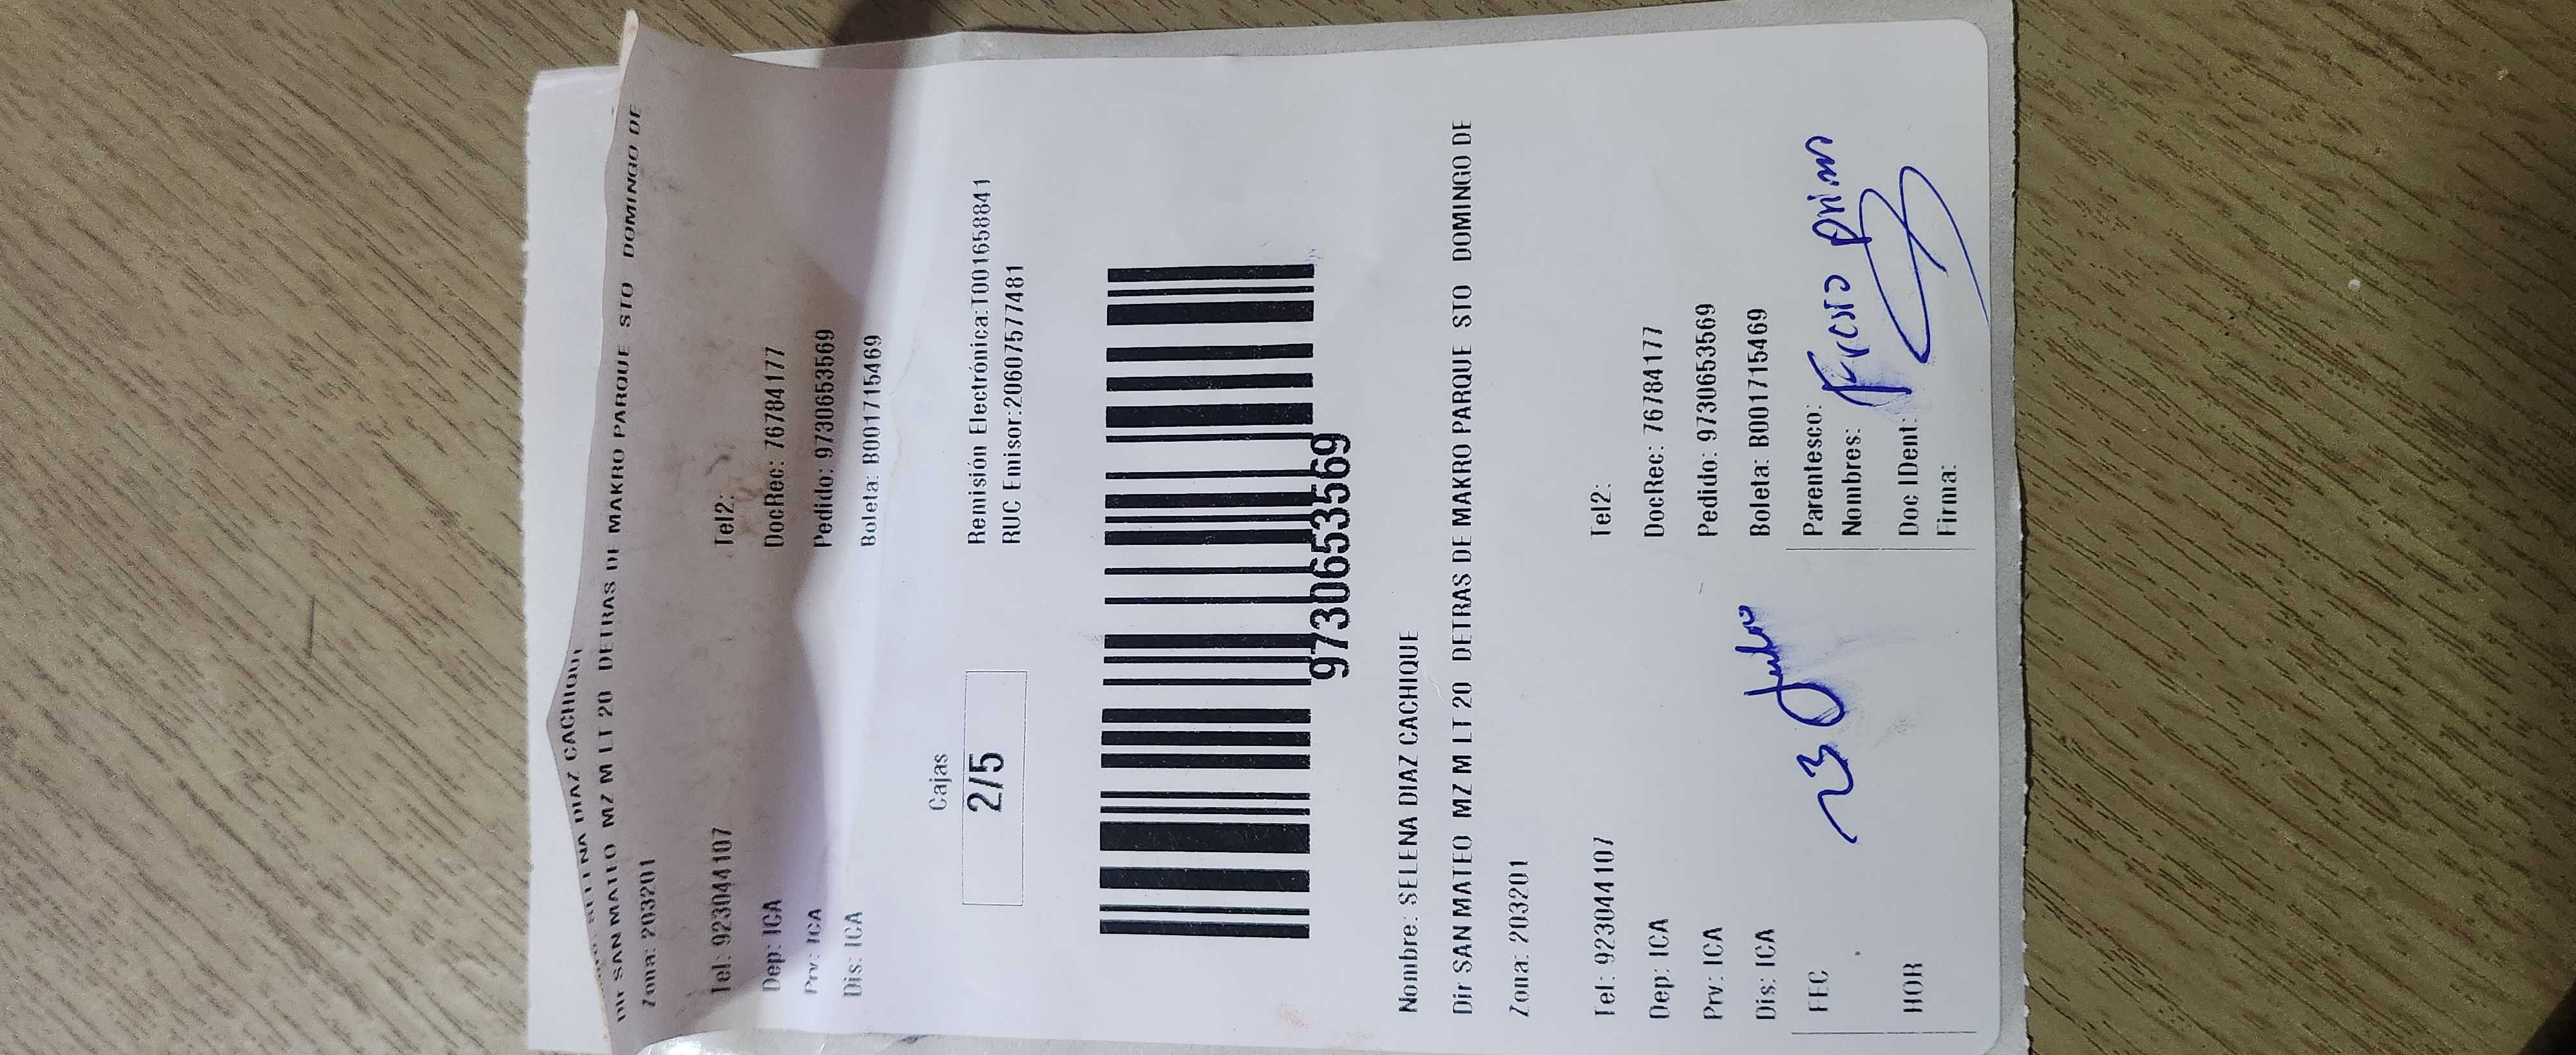 SELENA DIAZ CACHIQUE
Dir SAN MATEO MZ M LT 20 DETRAS DE MAKRO PARQUE STO DOMINGO DE
Zona: 203201
Tel: 923044107 Tel2:
Dep: ICA DocRec: 76784177
Prv: ICA Pedido: 9730653569
Dis: ICA Boleta: B001715469
Cajas
2/5
Remisión Electrónica:T001658841
RUC Emisor:20607577481
9730653569
Nombre: SELENA DIAZ CACHIQUE
Dir SAN MATEO MZ M LT 20 DETRAS DE MAKRO PARQUE STO DOMINGO DE
Zona: 203201
Tel: 923044107 Tel2:
Dep: ICA DocRec: 76784177
Prv: ICA Pedido: 9730653569
Dis: ICA Boleta: B001715469
FEC 23
Parentesco:
Nombres:
HOR Doc IDent:
Firma: